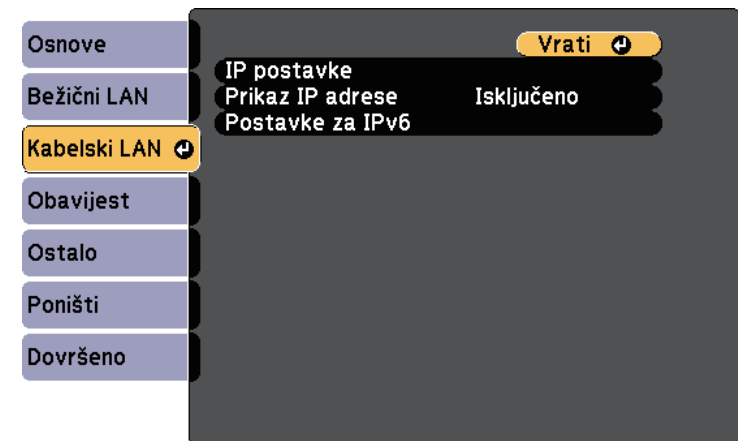 Osnove
Bežični LAN
Kabelski LAN
Obavijest
Ostalo
Poništi
Dovršeno
Vrati
IP postavke
Prikaz IP adrese Isključeno
Postavke za IPv6